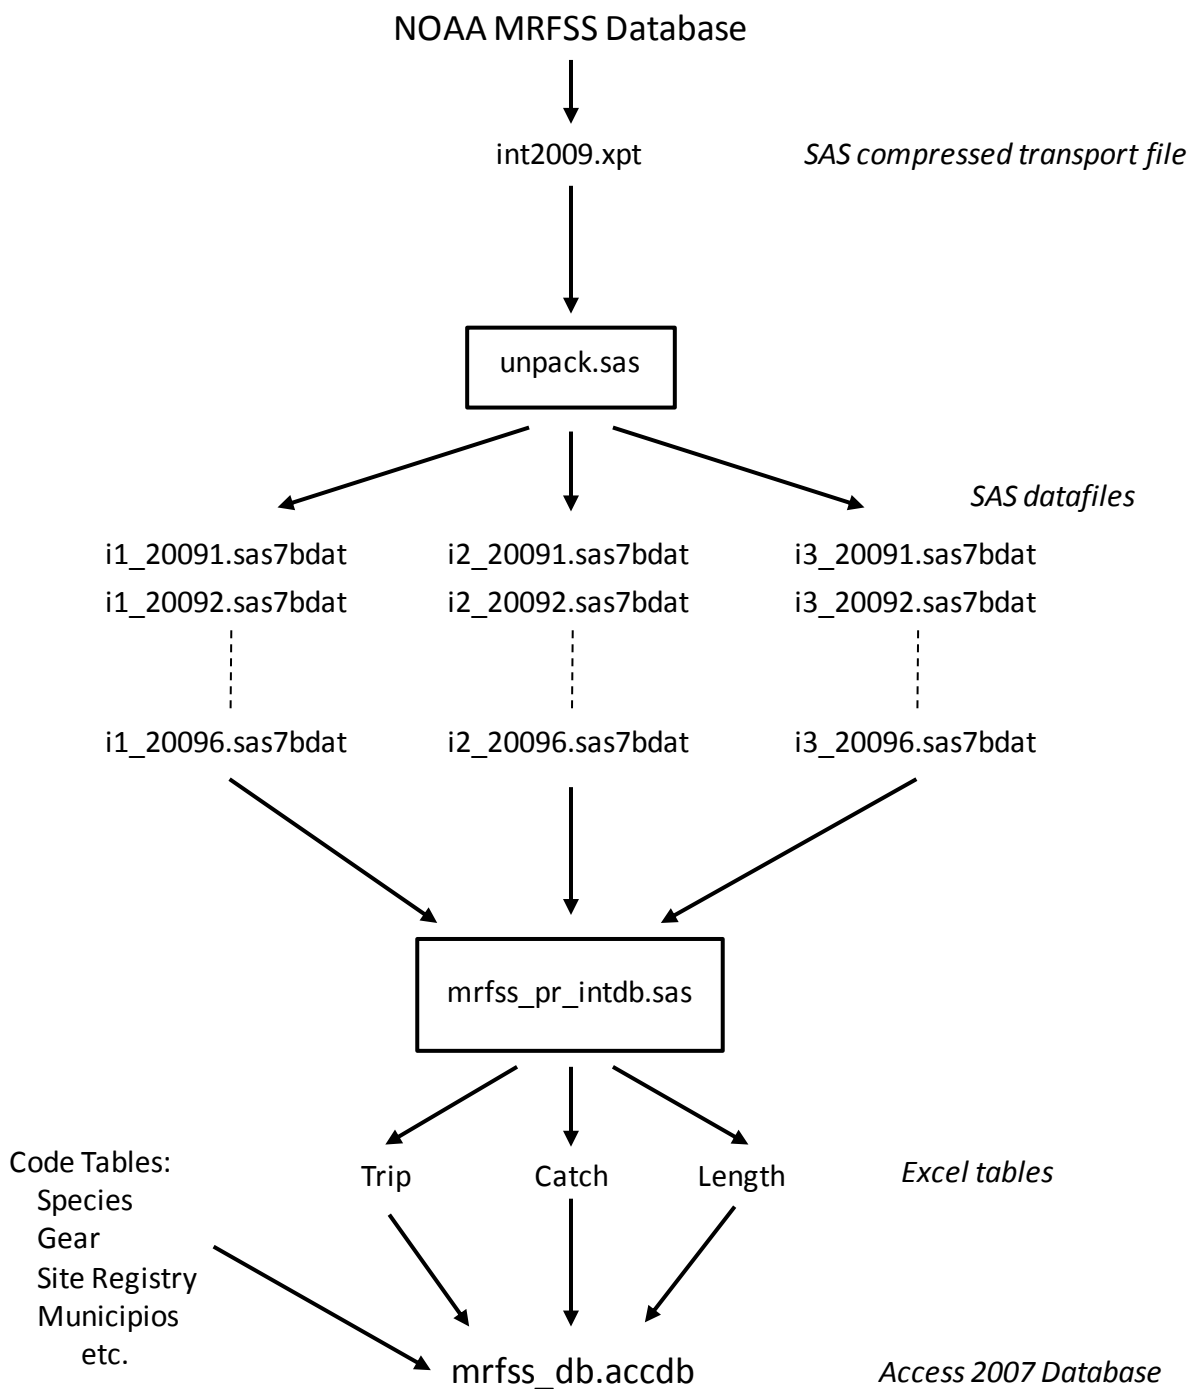 NOAA MRFSS Database
int2009.xpt
SAS compressed transport file
unpack.sas
SAS datafiles
i1_20091.sas7bdat
i2_20091.sas7bdat
i3_20091.sas7bdat
i1_20092.sas7bdat
i2_20092.sas7bdat
i3_20092.sas7bdat
i1_20096.sas7bdat
i2_20096.sas7bdat
i3_20096.sas7bdat
mrfss_pr_intdb.sas
Trip
Catch
Length
Excel tables
Code Tables:
Species
Gear
Site Registry
Municipios
etc.
mrfss_db.accdb
Access 2007 Database